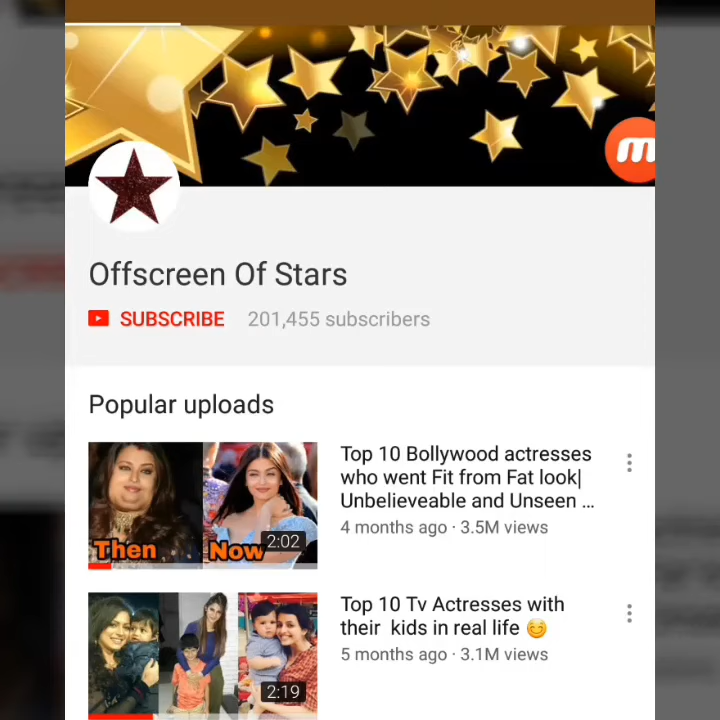 m
Offscreen Of Stars
SUBSCRIBE 201,455 subscribers
Popular uploads
Then Now 2:02
Top 10 Bollywood actresses
who went Fit from Fat look|
Unbelieveable and Unseen ...
4 months ago · 3.5M views
2:19
Top 10 Tv Actresses with
their kids in real life 😊
5 months ago · 3.1M views